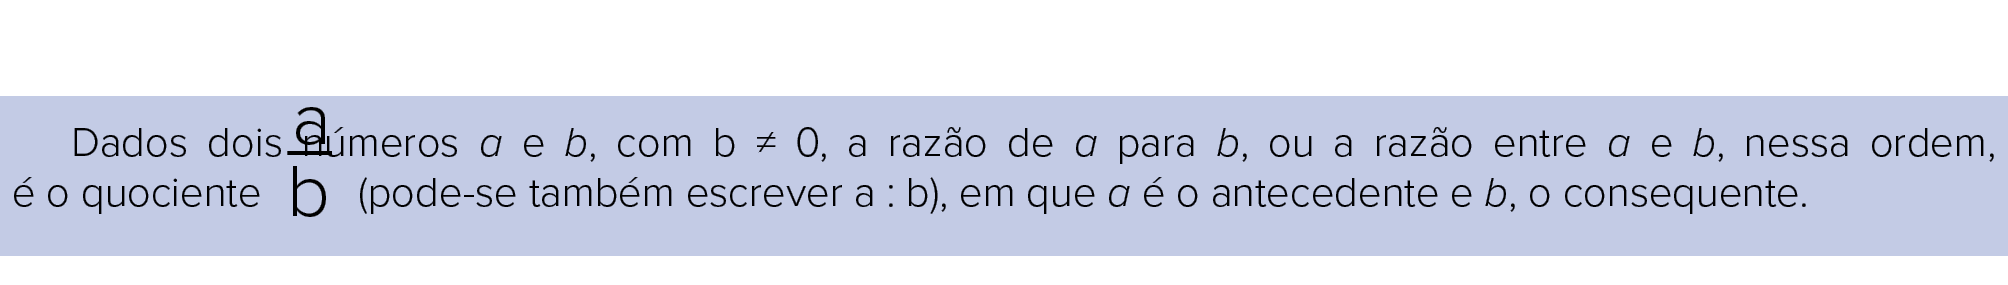 Dados dois números a e b, com b ≠ 0, a razão de a para b, ou a razão entre a e b, nessa ordem,
é o quociente a/b (pode-se também escrever a : b), em que a é o antecedente e b, o consequente.